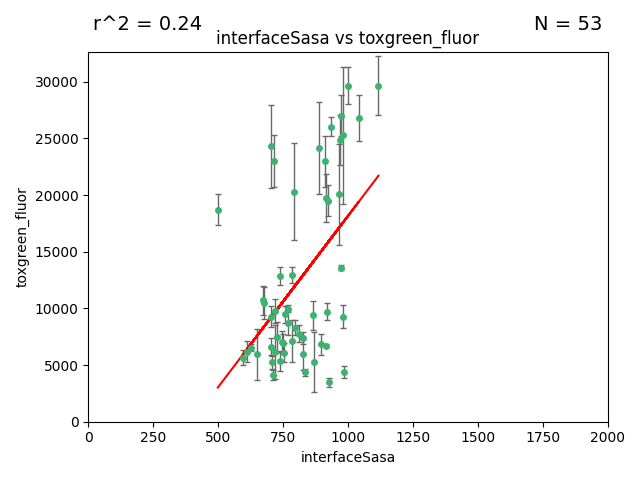 r^2 = 0.24
N = 53
interfaceSasa vs toxgreen_fluor
toxgreen_fluor
30000
25000
20000
15000
10000
5000
0
0 250 500 750 1000 1250 1500 1750 2000
interfaceSasa